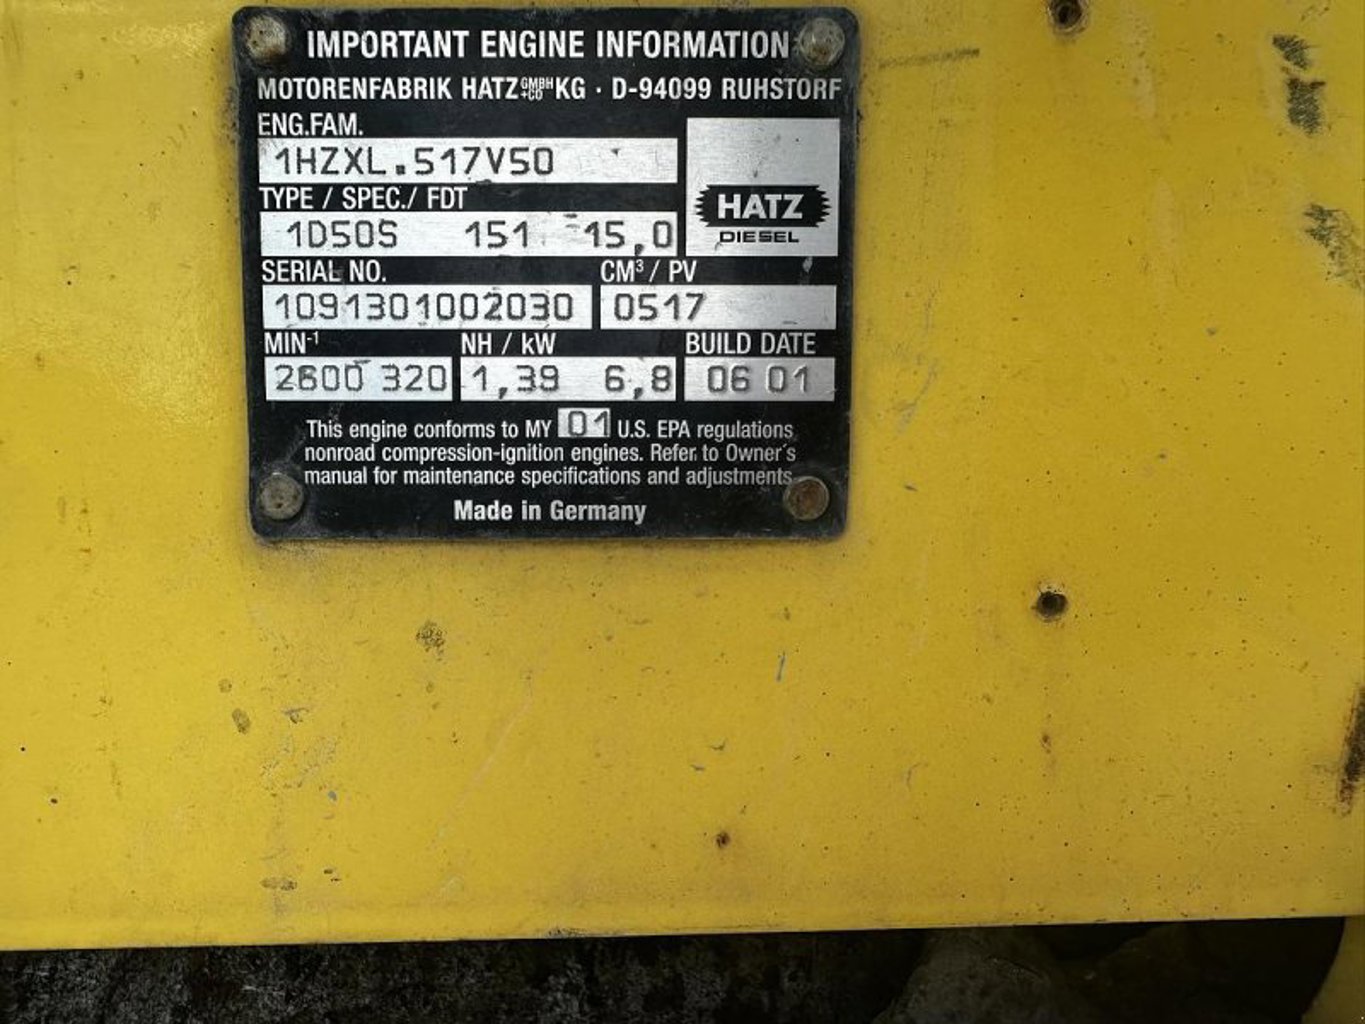 IMPORTANT ENGINE INFORMATION
MOTORENFABRIK HATZ GMBH +CO KG · D-94099 RUHSTORF
ENG.FAM.
1HZXL.517V50
TYPE / SPEC./ FDT
1D50S 151 15,0
HATZ
DIESEL
SERIAL NO. CM³ / PV
1091301002030 0517
MIN-1 NH / kW BUILD DATE
2600 320 1,39 6,8 06 01
This engine conforms to MY 01 U.S. EPA regulations
nonroad compression-ignition engines. Refer to Owner's
manual for maintenance specifications and adjustments.
Made in Germany